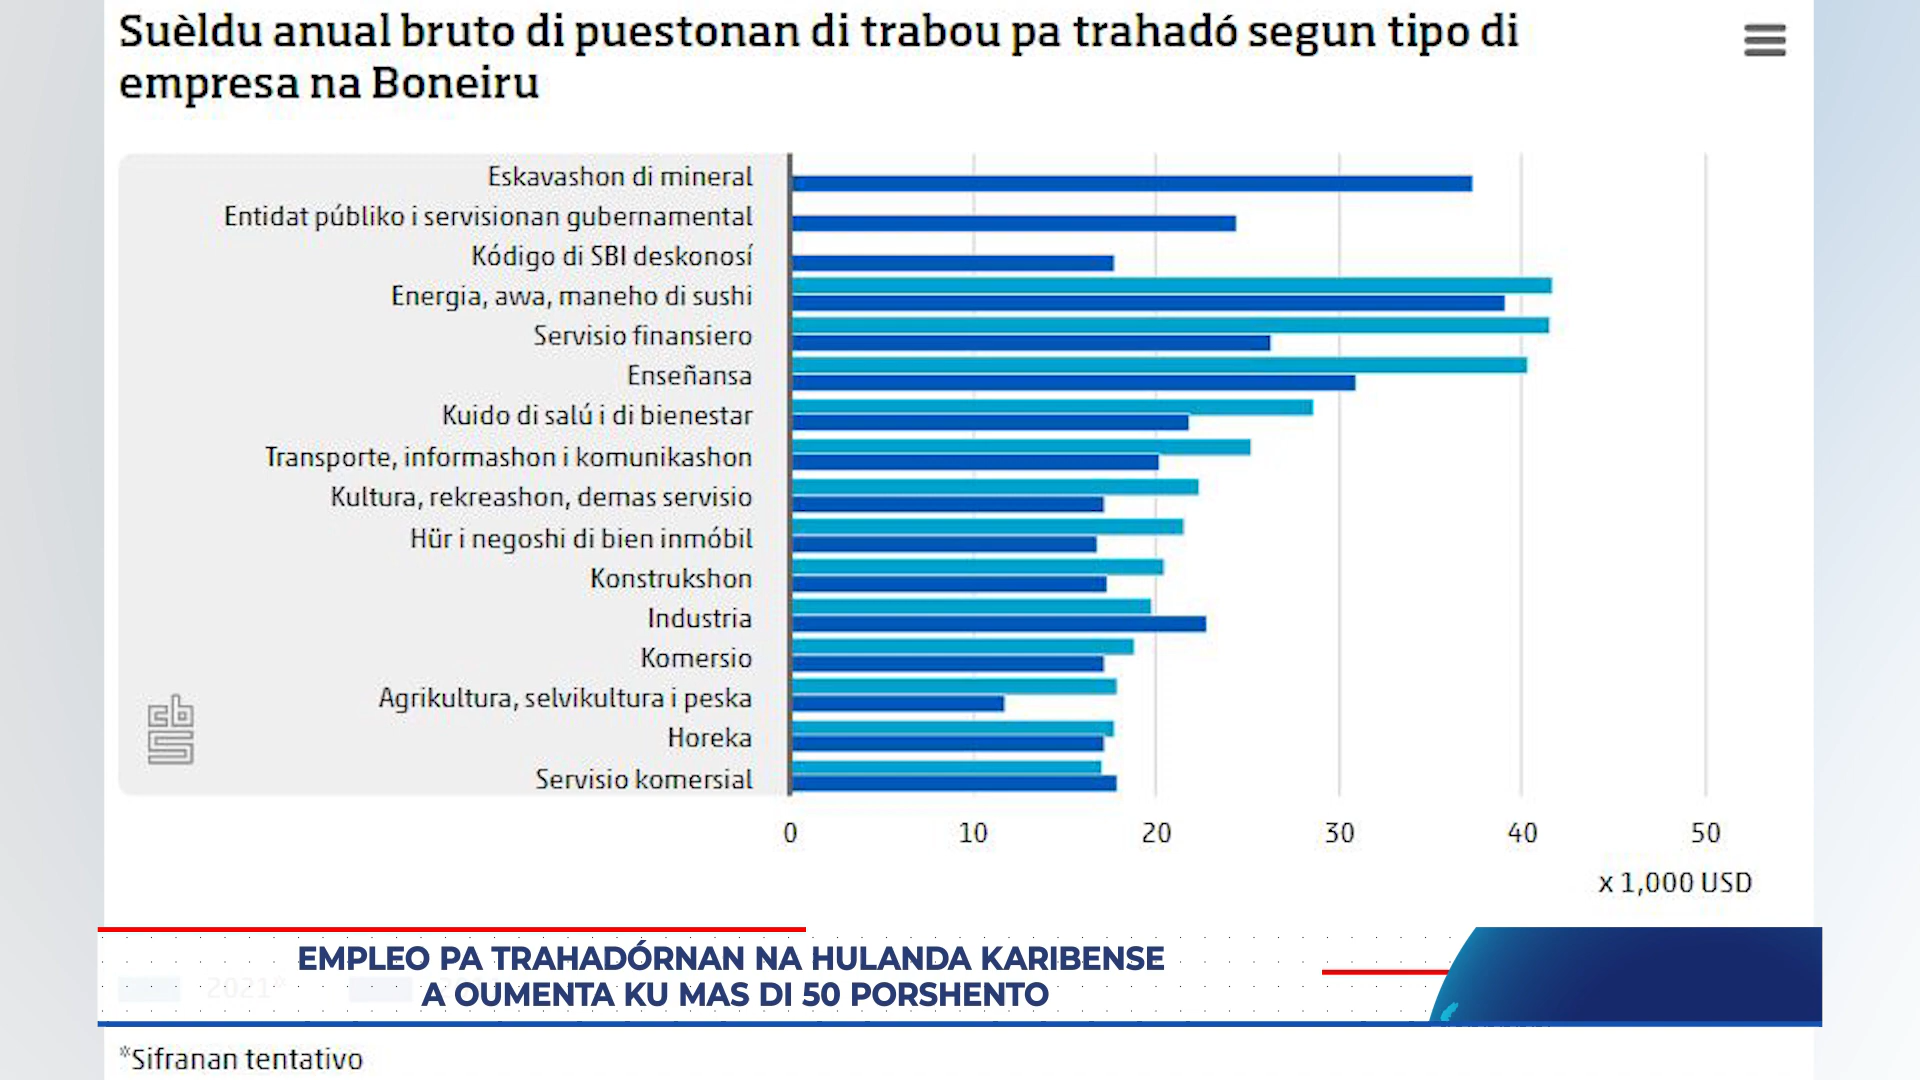 Suèldu anual bruto di puestonan di trabou pa trahadó segun tipo di
empresa na Boneiru
Eskavashon di mineral
Entidat públiko i servisionan gubernamental
Kódigo di SBI deskonosí
Energia, awa, maneho di sushi
Servisio finansiero
Enseñansa
Kuido di salú i di bienestar
Transporte, informashon i komunikashon
Kultura, rekreashon, demas servisio
Hür i negoshi di bien inmóbil
Konstrukshon
Industria
Komersio
Agrikultura, selvikultura i peska
Horeka
Servisio komersial
cbs
0 10 20 30 40 50
x 1,000 USD
EMPLEO PA TRAHADÓRNAN NA HULANDA KARIBENSE
A OUMENTA KU MAS DI 50 PORSHENTO
2021*
*Sifranan tentativo